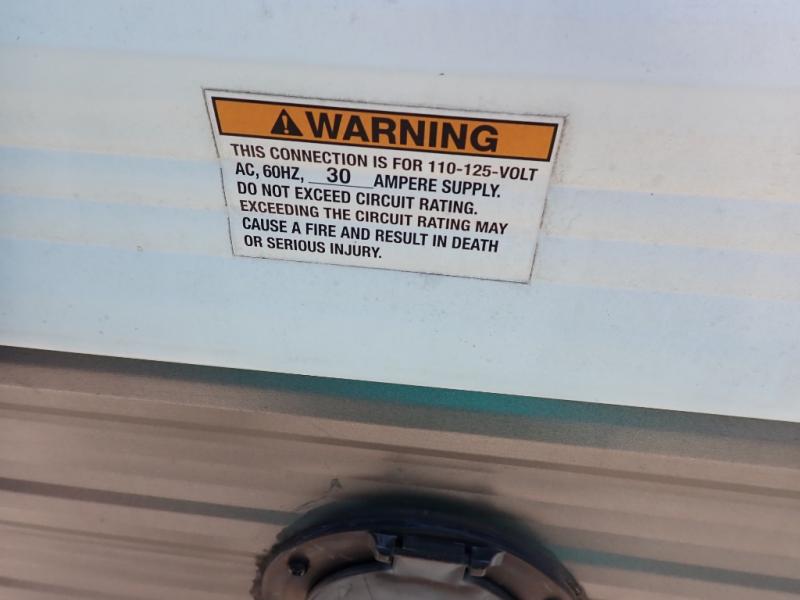 WARNING
THIS CONNECTION IS FOR 110-125-VOLT
AC, 60HZ, 30 AMPERE SUPPLY.
DO NOT EXCEED CIRCUIT RATING.
EXCEEDING THE CIRCUIT RATING MAY
CAUSE A FIRE AND RESULT IN DEATH
OR SERIOUS INJURY.